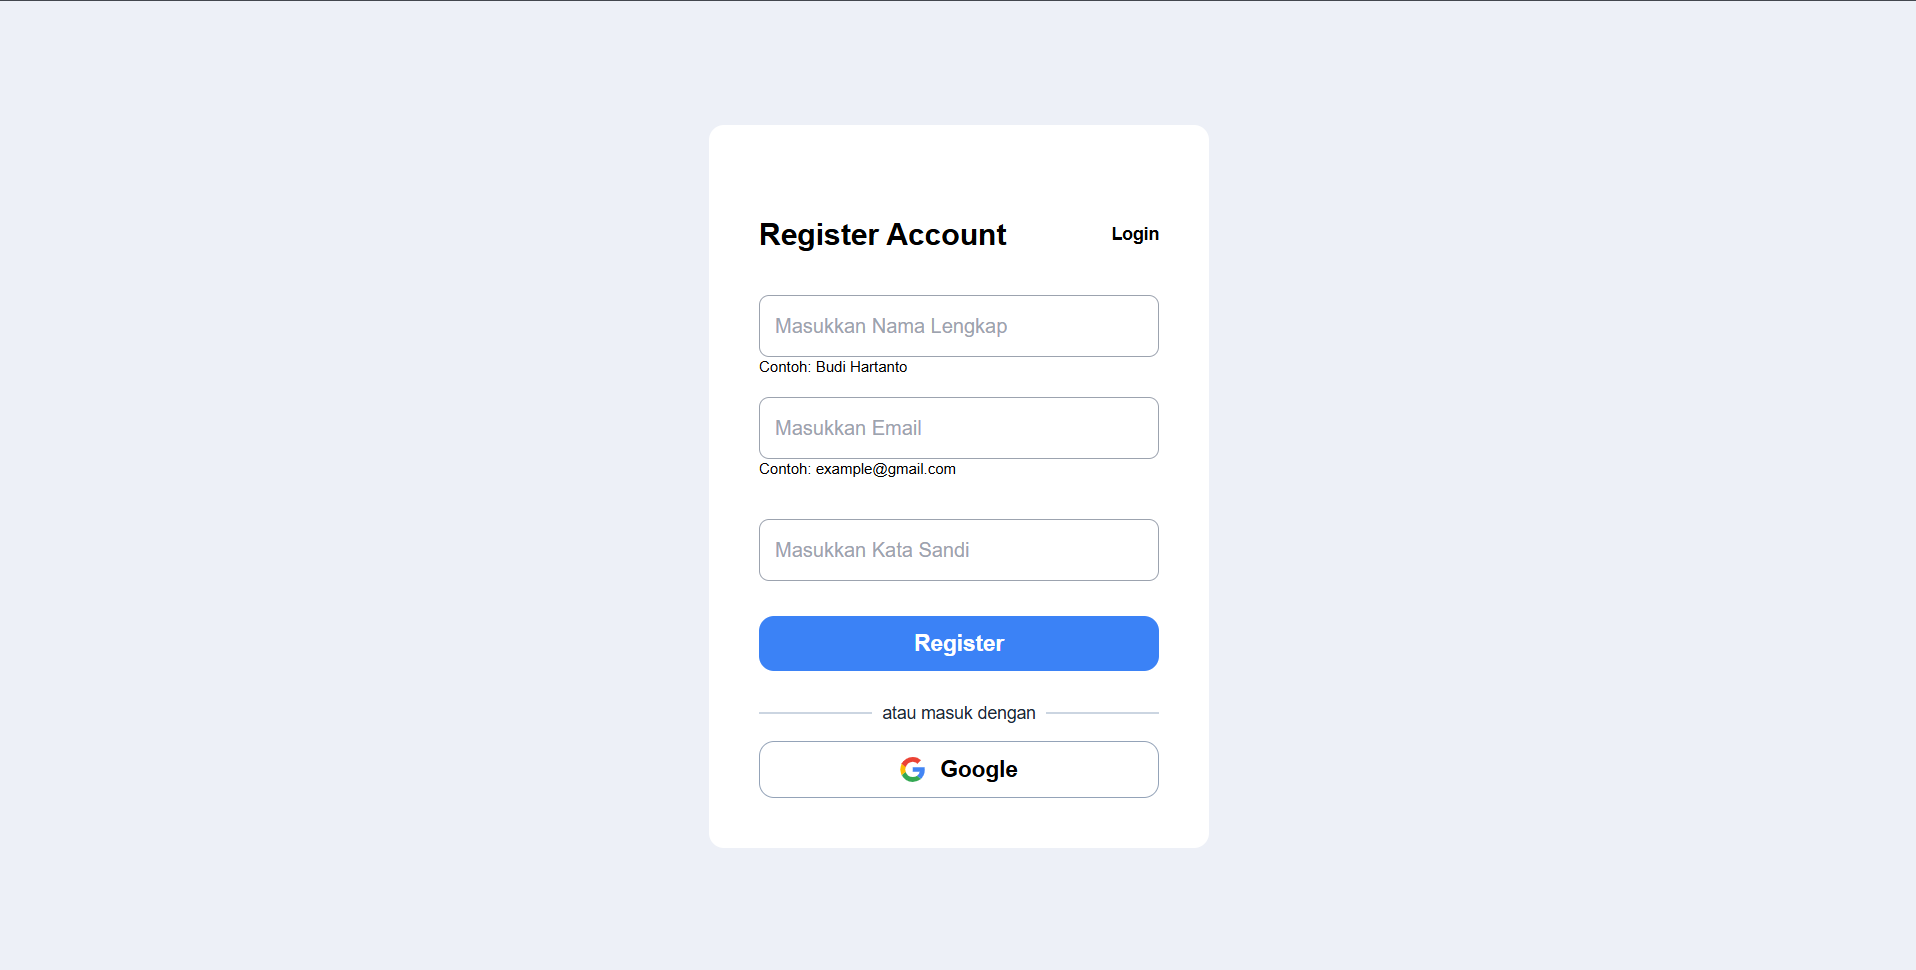 Register Account
Login
Masukkan Nama Lengkap
Contoh: Budi Hartanto
Masukkan Email
Contoh: example@gmail.com
Masukkan Kata Sandi
Register
atau masuk dengan
Google